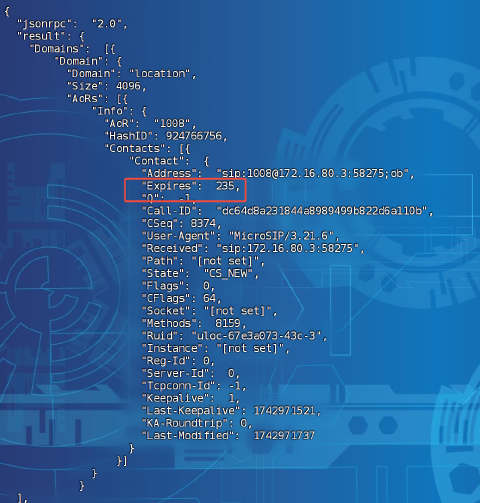 {
"jsonrpc": "2.0",
"result": {
"Domains": [{
"Domain": {
"Domain": "location",
"Size": 4096,
"AoRs": [{
"Info": {
"AoR": "1008",
"HashID": 924766756,
"Contacts": [{
"Contact": {
"Address": "sip:1008@172.16.80.3:58275;ob",
"Expires": 235,
"Q": -1,
"Call-ID": "dc64d8a231844a8989499b822d6a110b",
"CSeq": 8374,
"User-Agent": "MicroSIP/3.21.6",
"Received": "sip:172.16.80.3:58275",
"Path": "[not set]",
"State": "CS_NEW",
"Flags": 0,
"CFlags": 64,
"Socket": "[not set]",
"Methods": 8159,
"Ruid": "uloc-67e3a073-43c-3",
"Instance": "[not set]",
"Reg-Id": 0,
"Server-Id": 0,
"Tcpconn-Id": -1,
"Keepalive": 1,
"Last-Keepalive": 1742971521,
"KA-Roundtrip": 0,
"Last-Modified": 1742971737
}
}]
}
}
],